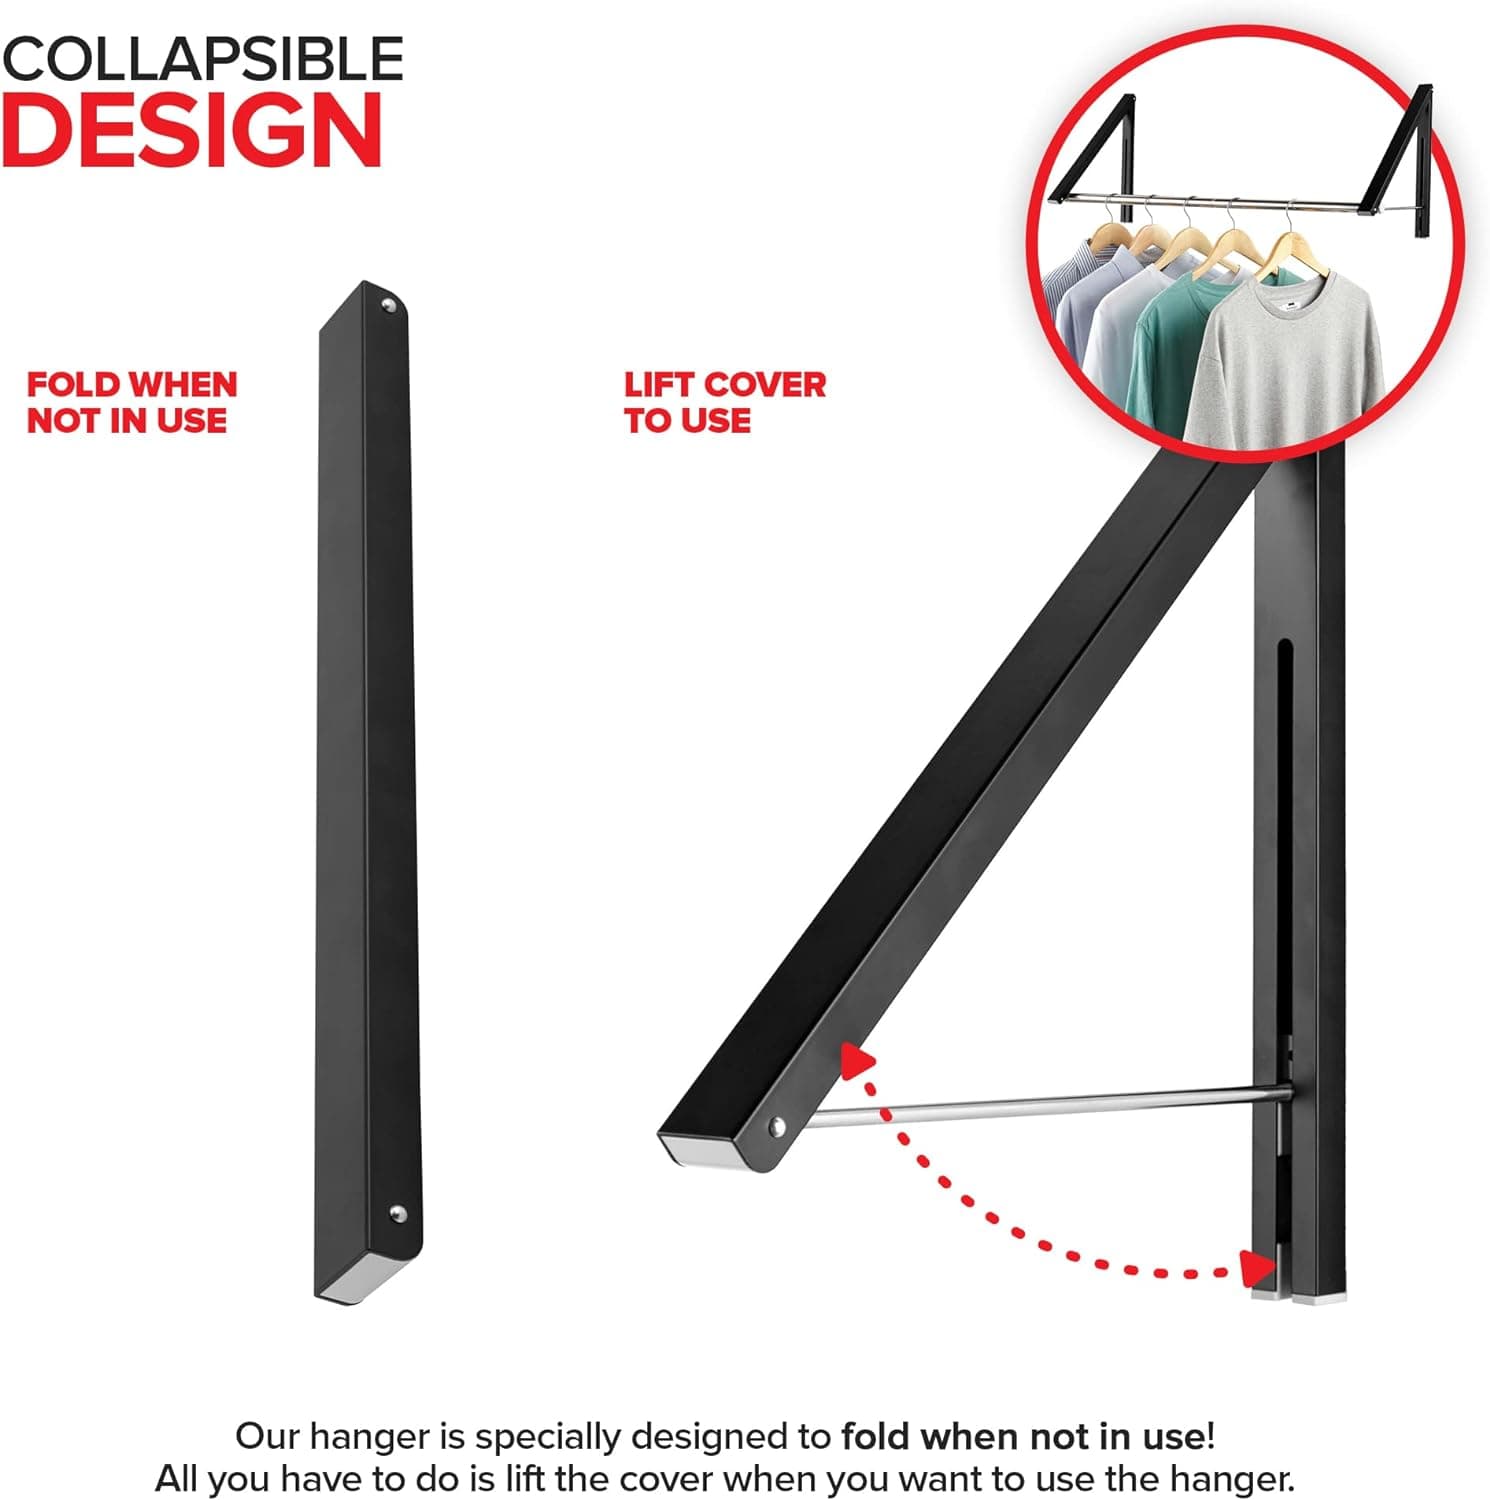 COLLAPSIBLE
DESIGN
FOLD WHEN
NOT IN USE
LIFT COVER
TO USE
Our hanger is specially designed to fold when not in use!
All you have to do is lift the cover when you want to use the hanger.